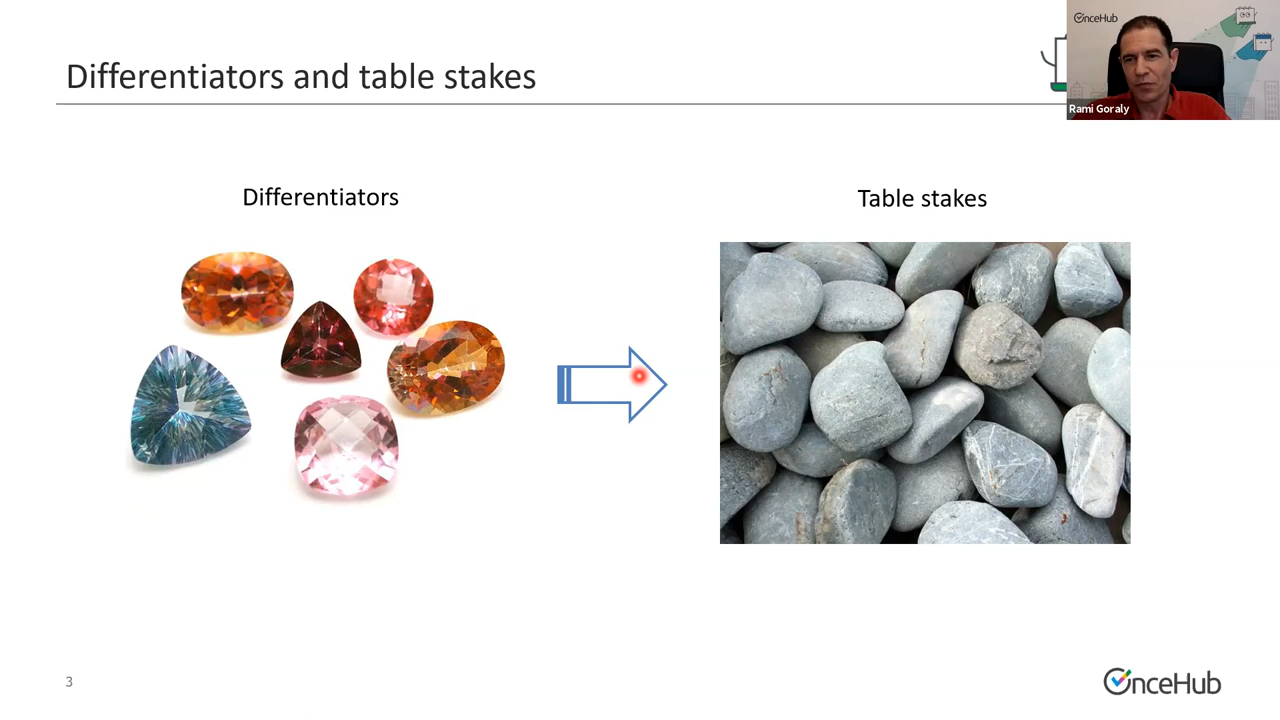 Differentiators and table stakes
OnceHub
Rami Goraly
Differentiators
Table stakes
3
OnceHub